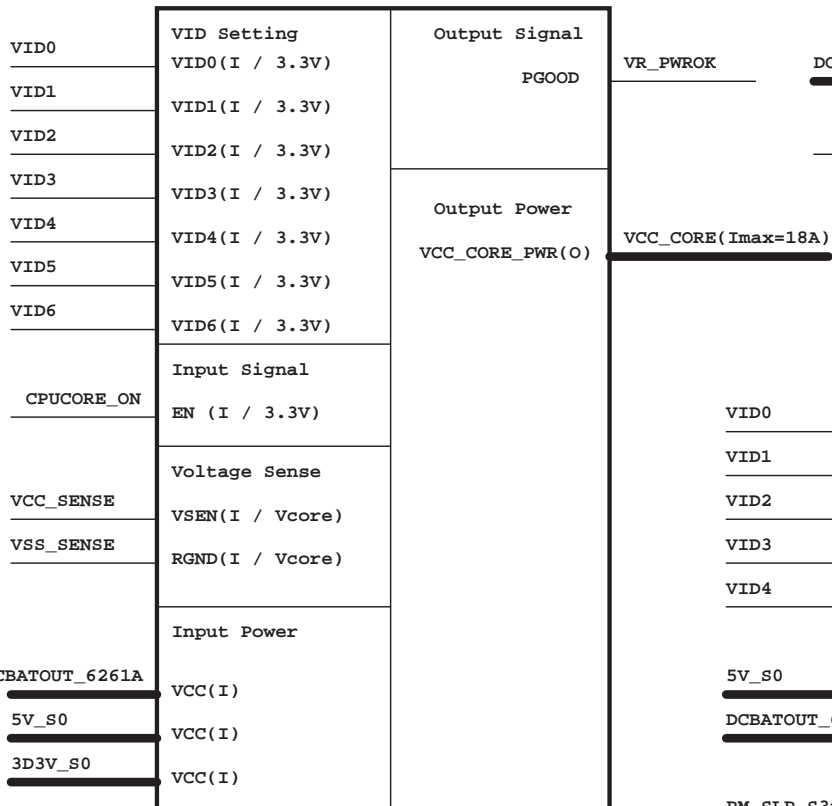 VID0
VID1
VID2
VID3
VID4
VID5
VID6
CPUCORE_ON
VCC_SENSE
VSS_SENSE
CBATOUT_6261A
5V_S0
3D3V_S0
VID Setting
VID0(I / 3.3V)
VID1(I / 3.3V)
VID2(I / 3.3V)
VID3(I / 3.3V)
VID4(I / 3.3V)
VID5(I / 3.3V)
VID6(I / 3.3V)
Input Signal
EN (I / 3.3V)
Voltage Sense
VSEN(I / Vcore)
RGND(I / Vcore)
Input Power
VCC(I)
VCC(I)
VCC(I)
Output Signal
PGOOD
Output Power
VCC_CORE_PWR(O)
VR_PWROK
VCC_CORE(Imax=18A)
DC
VID0
VID1
VID2
VID3
VID4
5V_S0
DCBATOUT_6